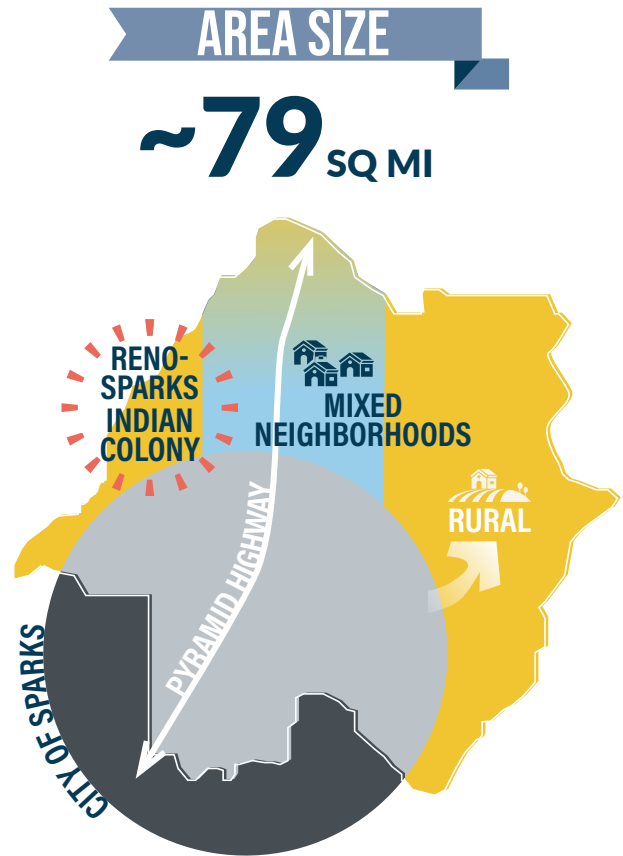 AREA SIZE
~79 SQ MI
RENO-
SPARKS
INDIAN
COLONY
MIXED
NEIGHBORHOODS
RURAL
PYRAMID HIGHWAY
CITY OF SPARKS